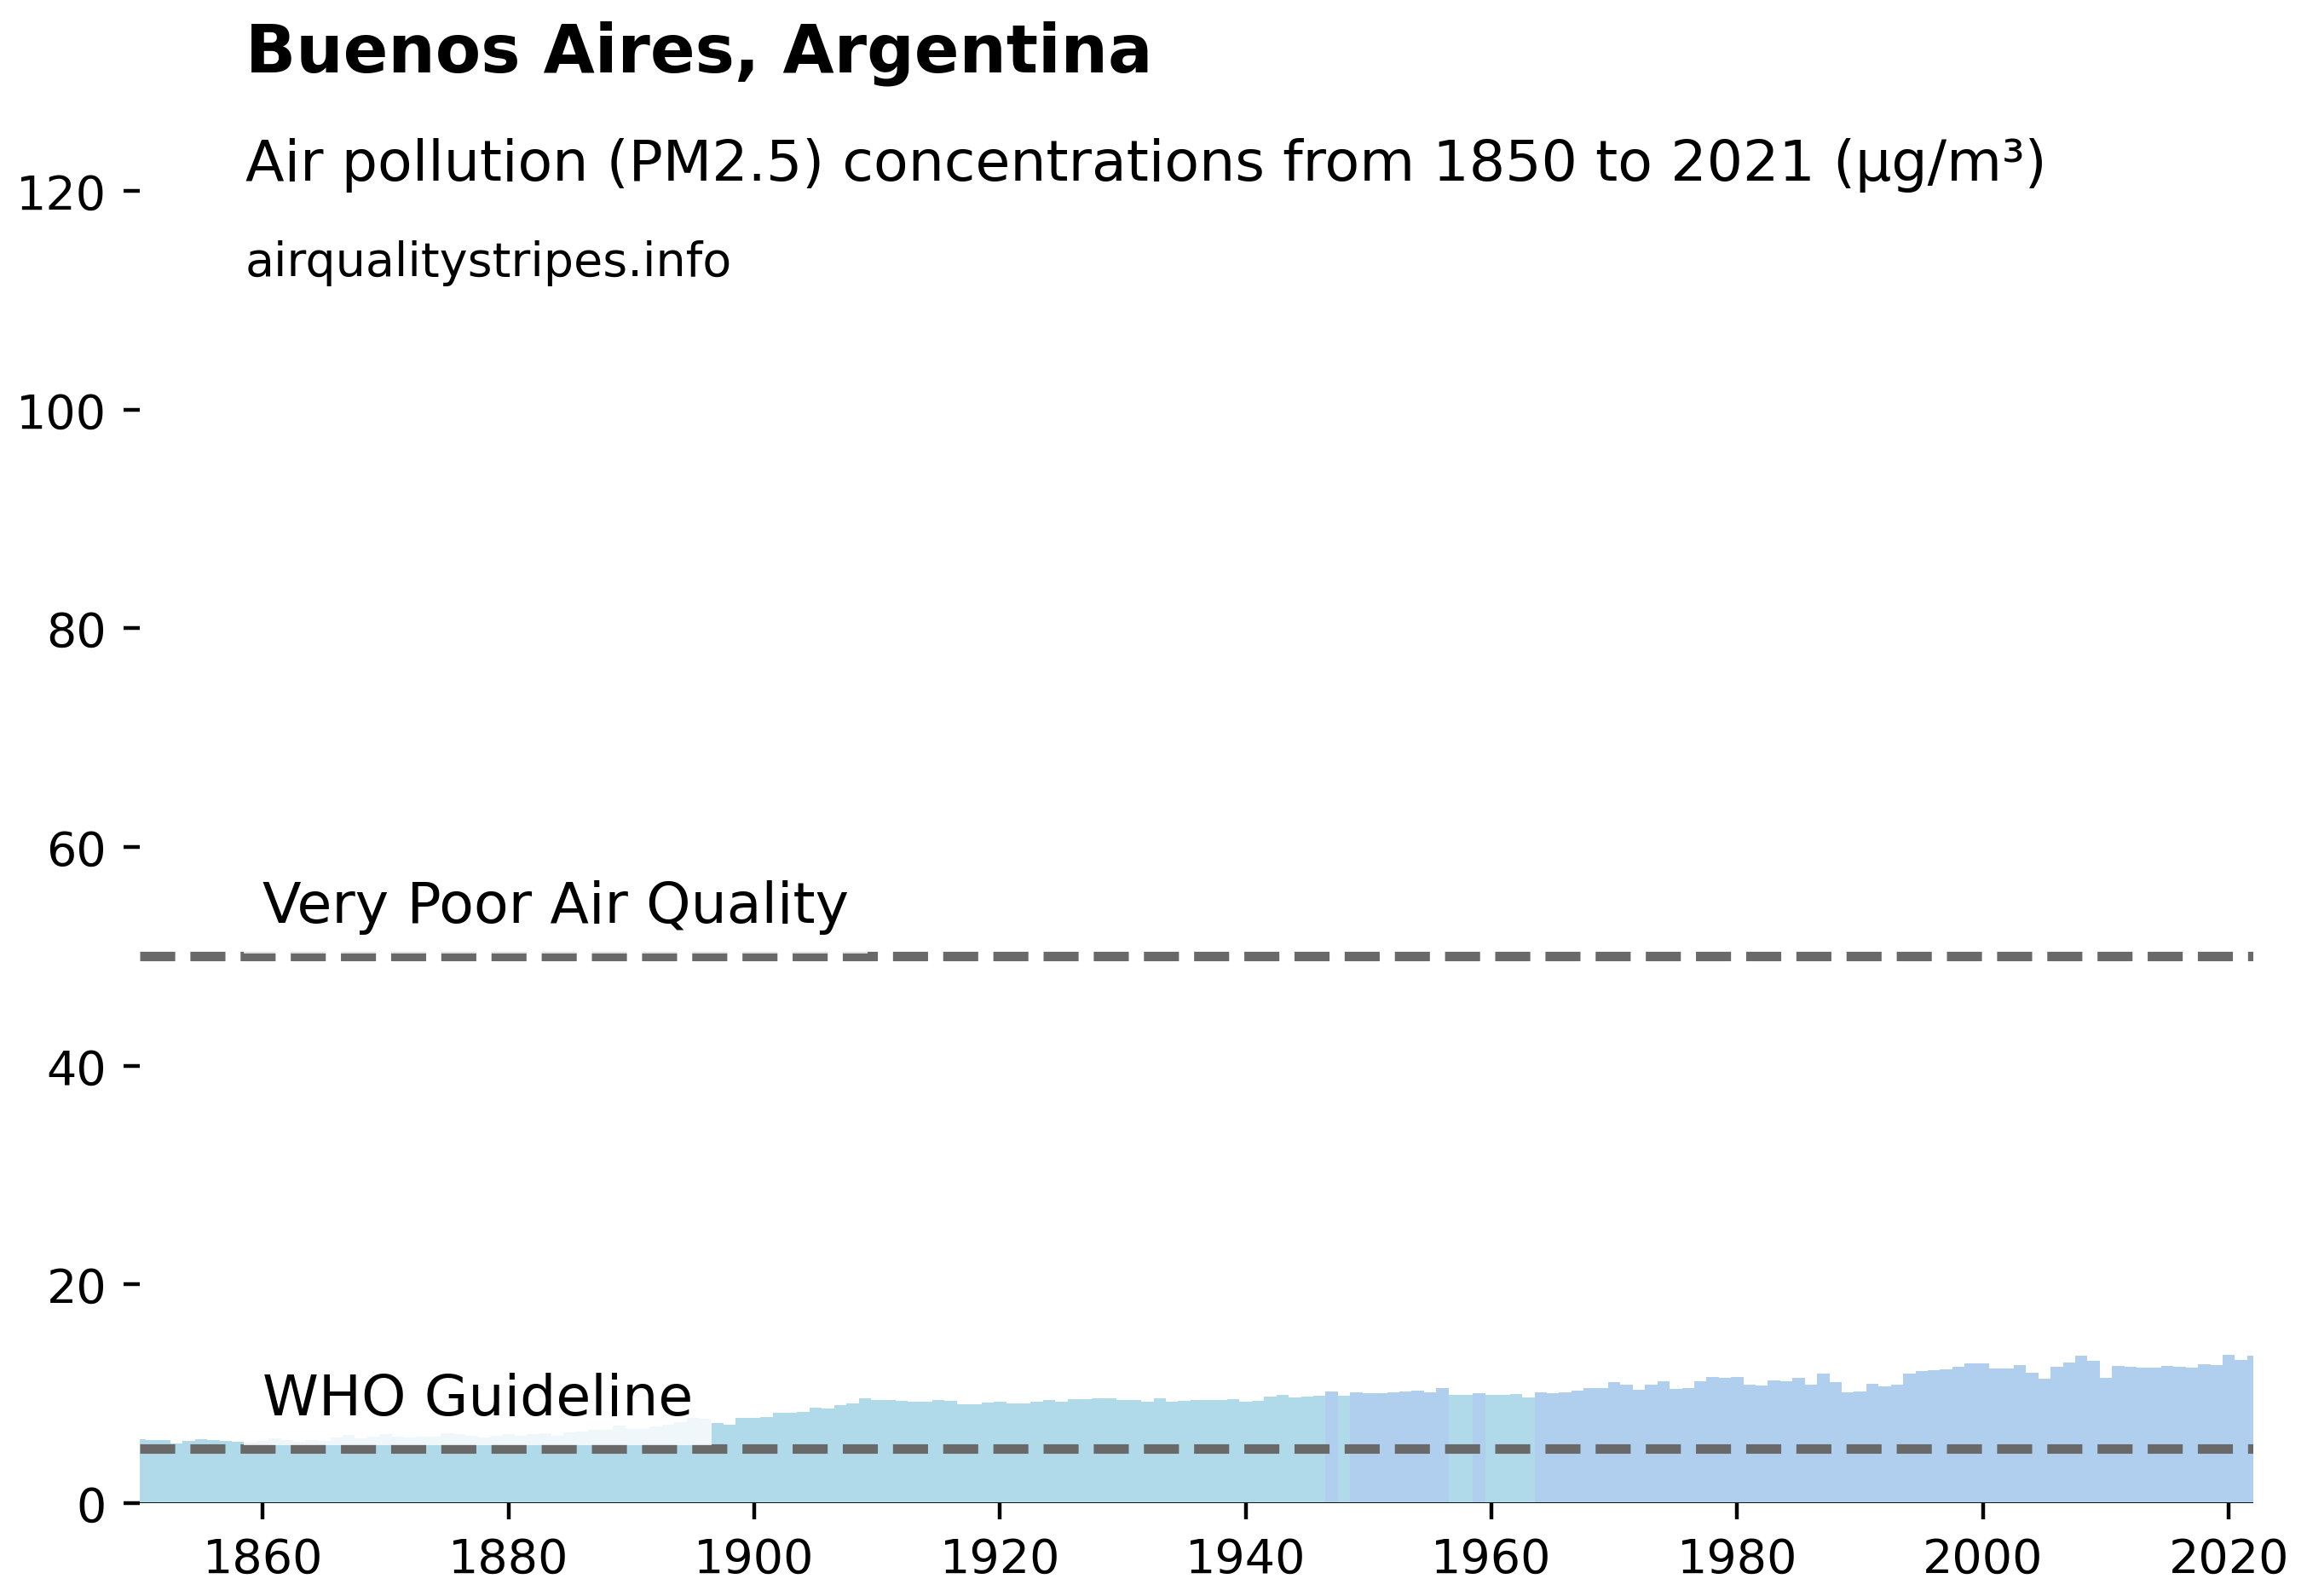 Buenos Aires, Argentina
Air pollution (PM2.5) concentrations from 1850 to 2021 (µg/m³)
airqualitystripes.info
120
100
80
60
Very Poor Air Quality
40
20
WHO Guideline
0
1860 1880 1900 1920 1940 1960 1980 2000 2020